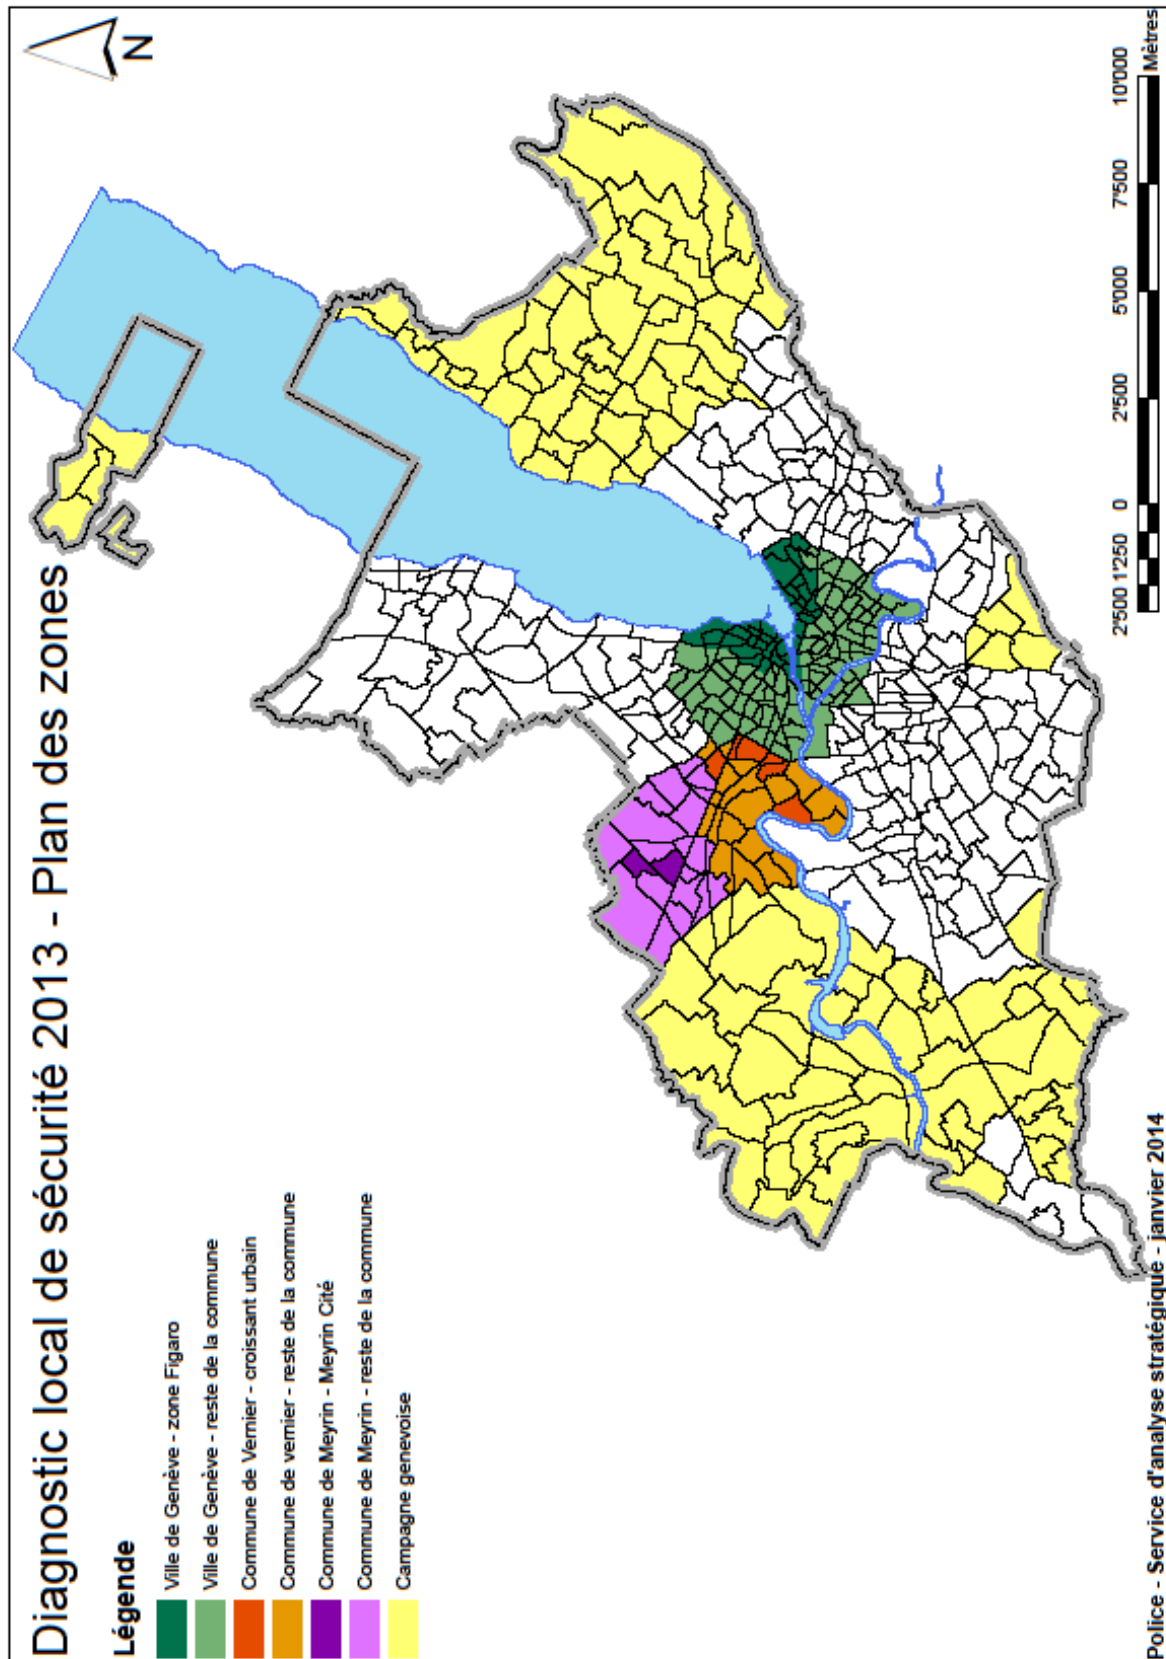 Diagnostic local de sécurité 2013 - Plan des zones
N
Légende
Ville de Genève - zone Figaro
Ville de Genève - reste de la commune
Commune de Vernier - croissant urbain
Commune de vernier - reste de la commune
Commune de Meyrin - Meyrin Cité
Commune de Meyrin - reste de la commune
Campagne genevoise
2'500 1'250 0 2'500 5'000 7'500 10'000
Mètres
Police - Service d'analyse stratégique - janvier 2014